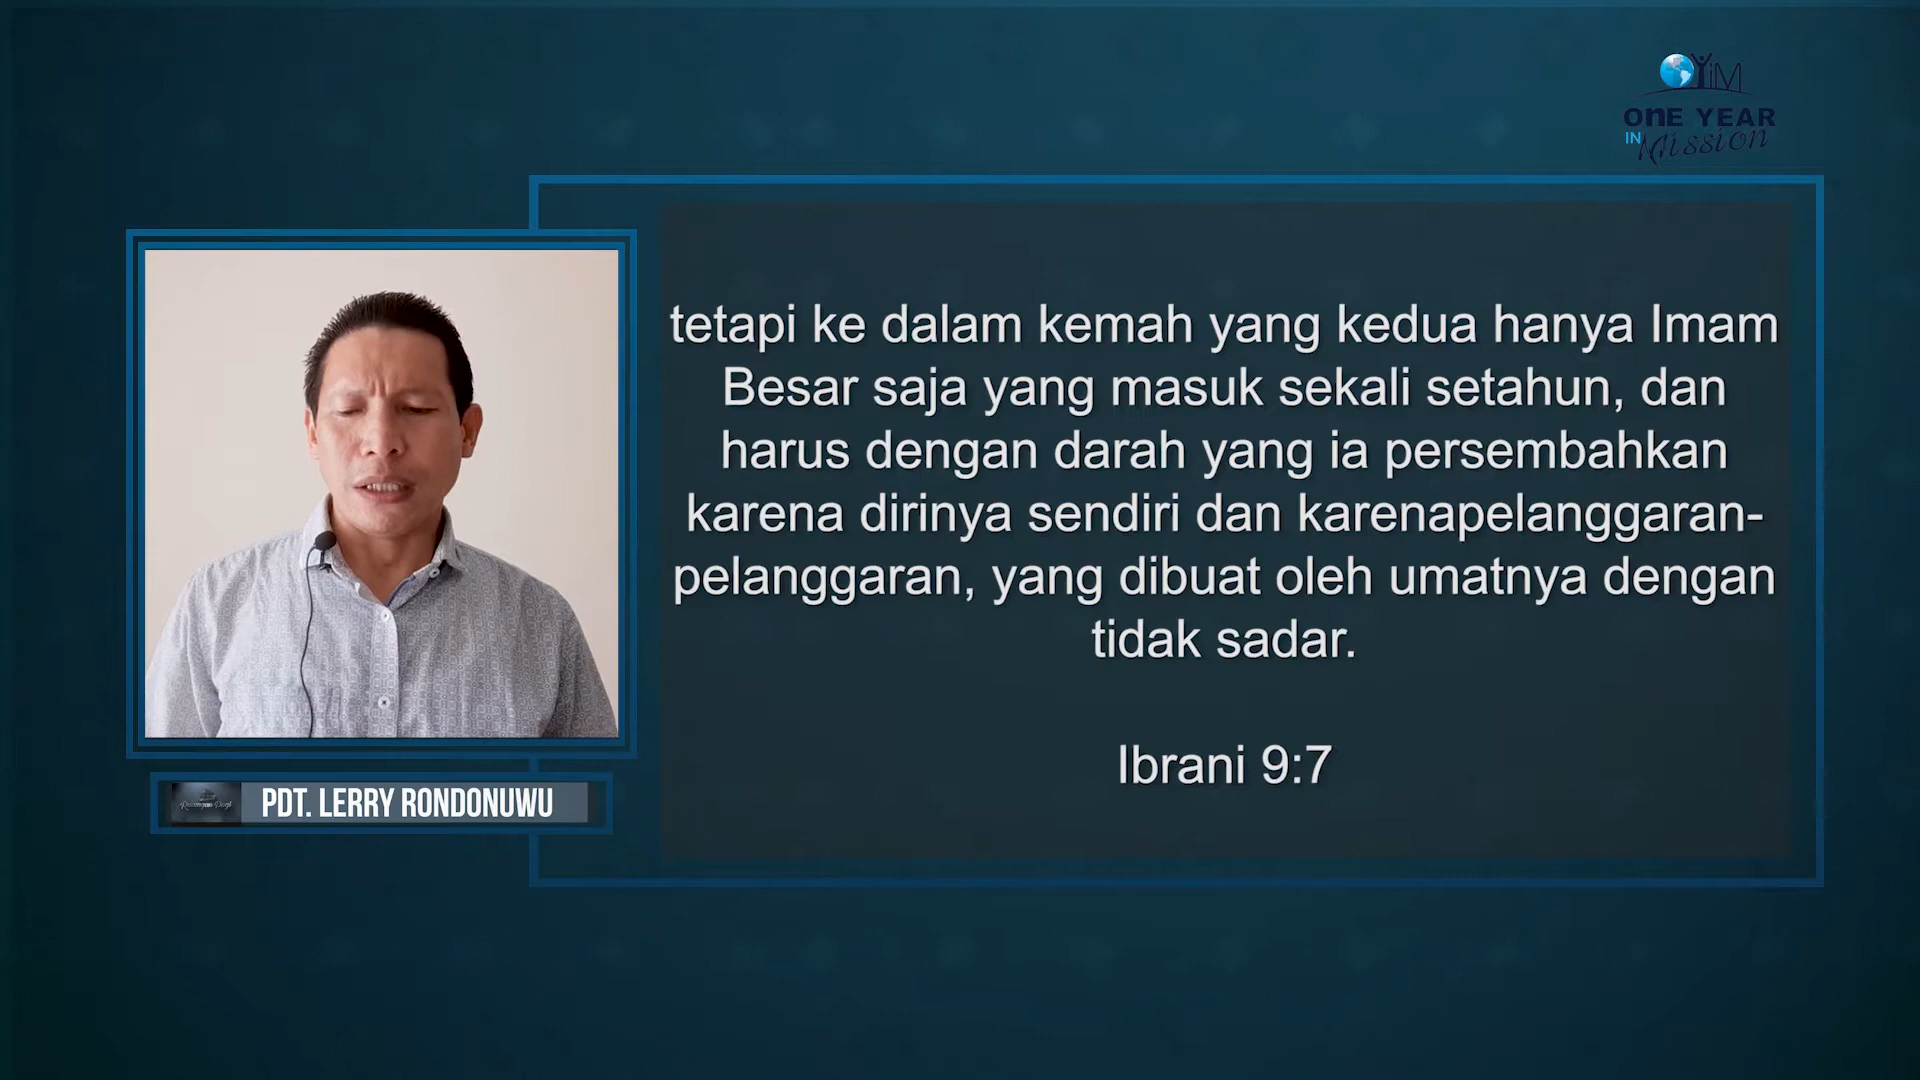 YiM
ONE YEAR
IN Mission
tetapi ke dalam kemah yang kedua hanya Imam
Besar saja yang masuk sekali setahun, dan
harus dengan darah yang ia persembahkan
karena dirinya sendiri dan karenapelanggaran-
pelanggaran, yang dibuat oleh umatnya dengan
tidak sadar.
Ibrani 9:7
PDT. LERRY RONDONUWU